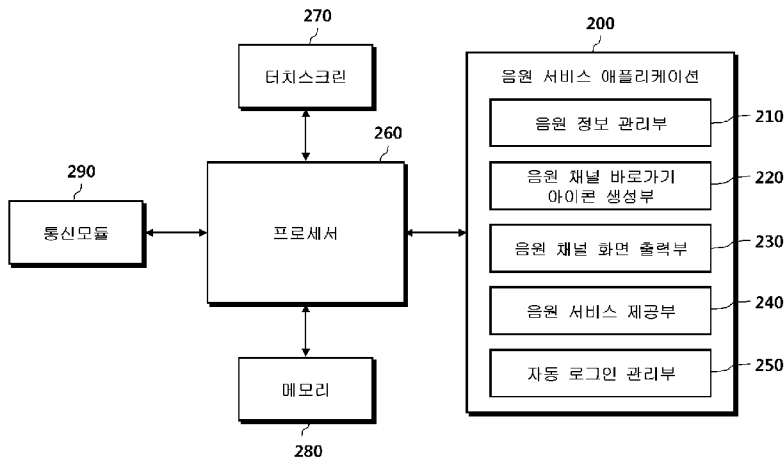 270
터치스크린
200
음원 서비스 애플리케이션
음원 정보 관리부
210
260
프로세서
290
통신모듈
음원 채널 바로가기
아이콘 생성부
220
음원 채널 화면 출력부
230
음원 서비스 제공부
240
자동 로그인 관리부
250
메모리
280